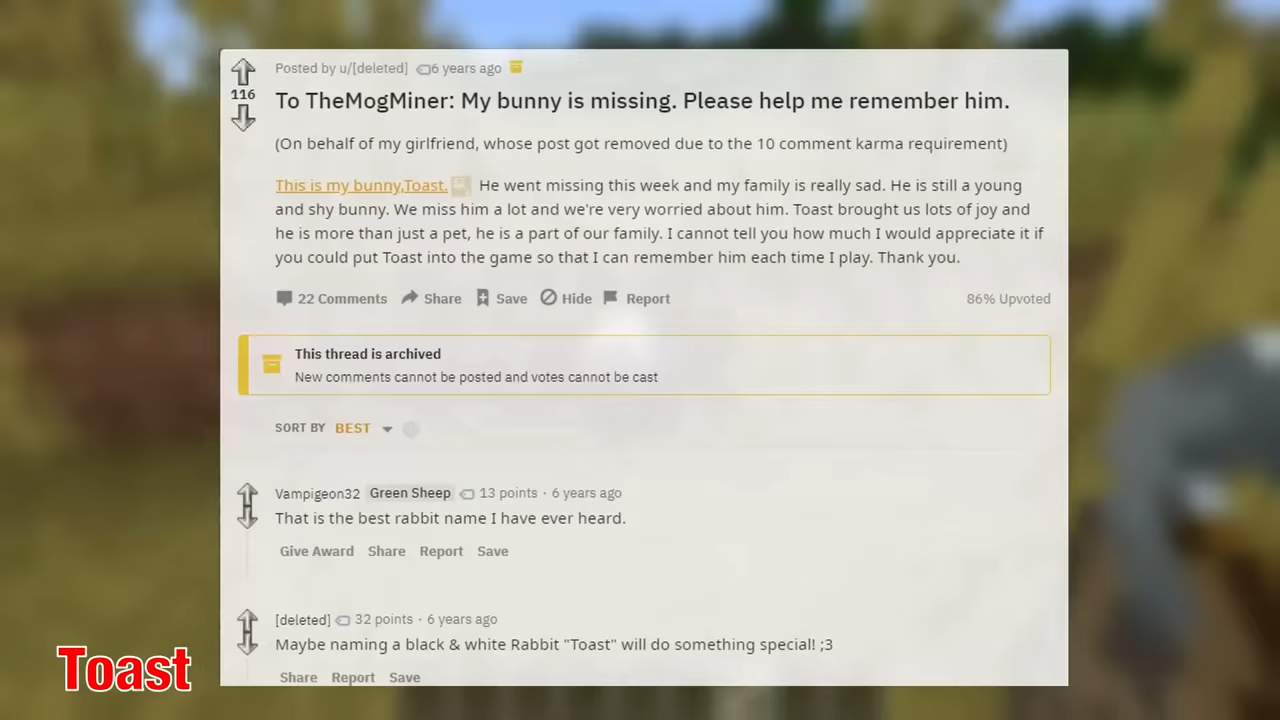 Posted by u/[deleted] 6 years ago
116
To TheMogMiner: My bunny is missing. Please help me remember him.
(On behalf of my girlfriend, whose post got removed due to the 10 comment karma requirement)
This is my bunny,Toast. He went missing this week and my family is really sad. He is still a young
and shy bunny. We miss him a lot and we're very worried about him. Toast brought us lots of joy and
he is more than just a pet, he is a part of our family. I cannot tell you how much I would appreciate it if
you could put Toast into the game so that I can remember him each time I play. Thank you.
22 Comments Share Save Hide Report 86% Upvoted
This thread is archived
New comments cannot be posted and votes cannot be cast
SORT BY BEST
Vampigeon32 Green Sheep 13 points · 6 years ago
That is the best rabbit name I have ever heard.
Give Award Share Report Save
[deleted] 32 points · 6 years ago
Maybe naming a black & white Rabbit "Toast" will do something special! ;3
Share Report Save
Toast